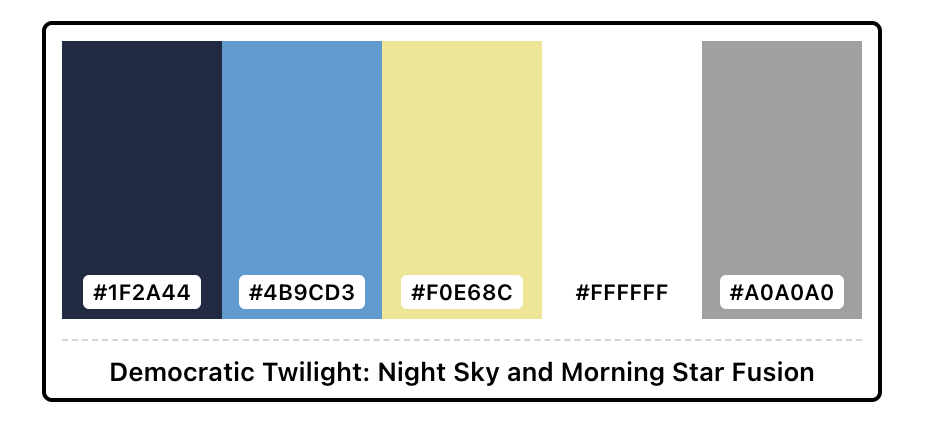 #1F2A44
#4B9CD3
#F0E68C
#FFFFFF
#A0A0A0
Democratic Twilight: Night Sky and Morning Star Fusion